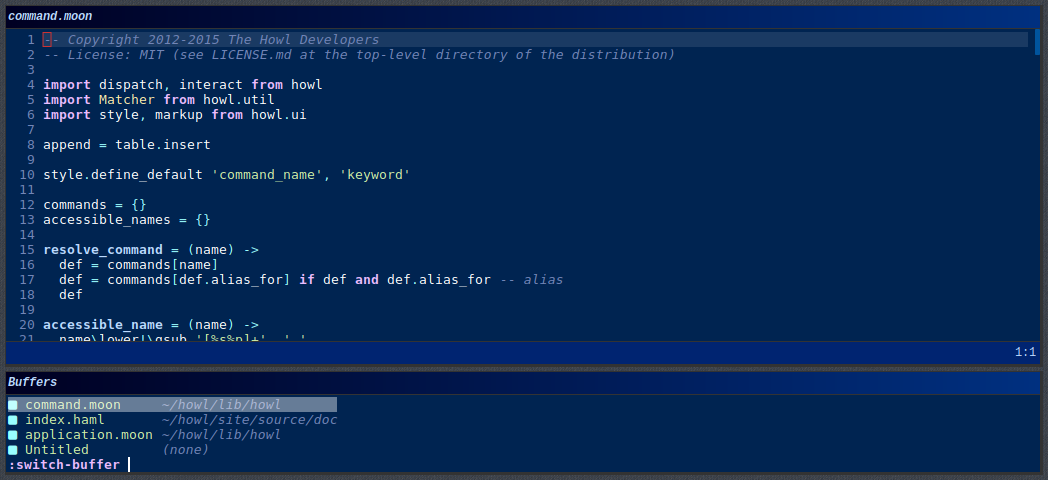 command.moon
1 -- Copyright 2012-2015 The Howl Developers
2 -- License: MIT (see LICENSE.md at the top-level directory of the distribution)
3
4 import dispatch, interact from howl
5 import Matcher from howl.util
6 import style, markup from howl.ui
7
8 append = table.insert
9
10 style.define_default 'command_name', 'keyword'
11
12 commands = {}
13 accessible_names = {}
14
15 resolve_command = (name) ->
16   def = commands[name]
17   def = commands[def.alias_for] if def and def.alias_for -- alias
18   def
19
20 accessible_name = (name) ->
21   name\lower!\gsub '[%s%p]+', '_'
1:1
Buffers
command.moon ~/howl/lib/howl
index.haml ~/howl/site/source/doc
application.moon ~/howl/lib/howl
Untitled (none)
:switch-buffer